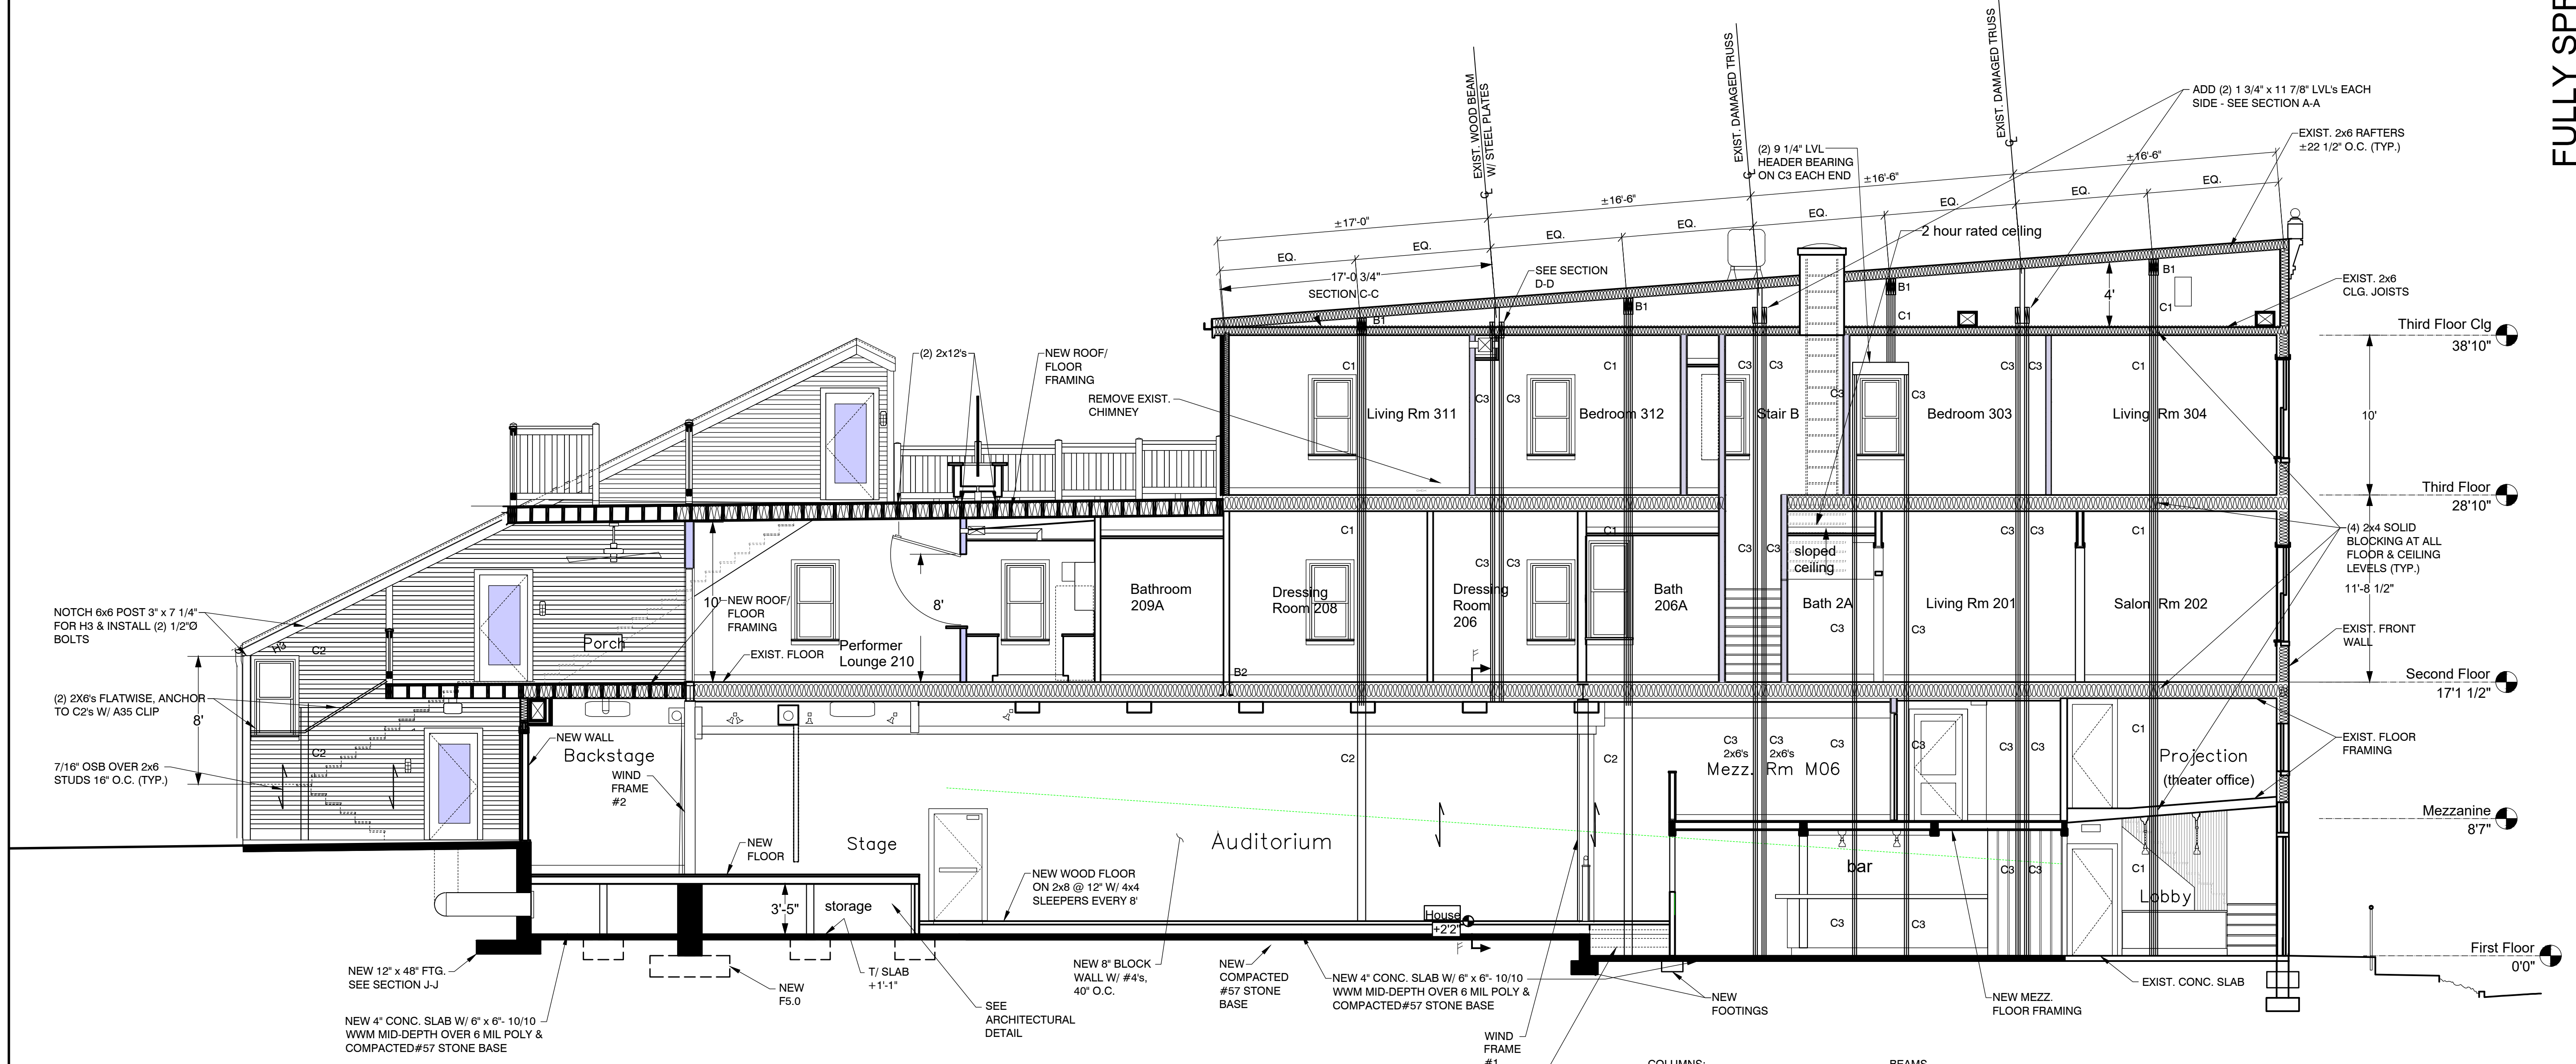 FULLY SPE
EXIST. WOOD BEAM
W/ STEEL PLATES
EXIST. DAMAGED TRUSS
EXIST. DAMAGED TRUSS
ADD (2) 1 3/4" x 11 7/8" LVL's EACH
SIDE - SEE SECTION A-A
EXIST. 2x6 RAFTERS
±22 1/2" O.C. (TYP.)
(2) 9 1/4" LVL
HEADER BEARING
ON C3 EACH END
±17'-0"
±16'-6"
±16'-6"
±16'-6"
EQ.
EQ.
EQ.
EQ.
EQ.
EQ.
EQ.
EQ.
17'-0 3/4"
SECTION C-C
SEE SECTION
D-D
2 hour rated ceiling
B1
B1
B1
B1
C1
C1
4'
EXIST. 2x6
CLG. JOISTS
Third Floor Clg
38'10"
(2) 2x12's
NEW ROOF/
FLOOR
FRAMING
REMOVE EXIST.
CHIMNEY
C1
C3
C3
C1
C3
C3
C3
C3
C3
C3
C1
Living Rm 311
Bedroom 312
Stair B
Bedroom 303
Living Rm 304
10'
Third Floor
28'10"
C1
C3
C3
C1
C3
C3
C3
C3
C1
sloped
ceiling
(4) 2x4 SOLID
BLOCKING AT ALL
FLOOR & CEILING
LEVELS (TYP.)
11'-8 1/2"
NOTCH 6x6 POST 3" x 7 1/4"
FOR H3 & INSTALL (2) 1/2"Ø
BOLTS
H3
C2
Porch
10'
NEW ROOF/
FLOOR
FRAMING
EXIST. FLOOR
Performer
Lounge 210
8'
Bathroom
209A
Dressing
Room 208
Dressing
Room
206
Bath
206A
Bath 2A
C3
C3
Living Rm 201
Salon Rm 202
EXIST. FRONT
WALL
B2
F
Second Floor
17'1 1/2"
(2) 2X6's FLATWISE, ANCHOR
TO C2's W/ A35 CLIP
8'
7/16" OSB OVER 2x6
STUDS 16" O.C. (TYP.)
C2
NEW WALL
Backstage
WIND
FRAME
#2
C2
C2
C3
2x6's
C3
2x6's
C3
C3
C3
C3
C1
Mezz. Rm M06
Projection
(theater office)
EXIST. FLOOR
FRAMING
Mezzanine
8'7"
NEW
FLOOR
Stage
Auditorium
bar
C3
C3
C1
Lobby
NEW WOOD FLOOR
ON 2x8 @ 12" W/ 4x4
SLEEPERS EVERY 8'
3'-5"
storage
House
+2'2"
C3
C3
F
First Floor
0'0"
NEW 12" x 48" FTG.
SEE SECTION J-J
T/ SLAB
+1'-1"
NEW
F5.0
NEW 8" BLOCK
WALL W/ #4's,
40" O.C.
NEW
COMPACTED
#57 STONE
BASE
NEW 4" CONC. SLAB W/ 6" x 6"- 10/10
WWM MID-DEPTH OVER 6 MIL POLY &
COMPACTED#57 STONE BASE
NEW
FOOTINGS
NEW MEZZ.
FLOOR FRAMING
EXIST. CONC. SLAB
SEE
ARCHITECTURAL
DETAIL
NEW 4" CONC. SLAB W/ 6" x 6"- 10/10
WWM MID-DEPTH OVER 6 MIL POLY &
COMPACTED#57 STONE BASE
WIND
FRAME
#1
COLUMNS:
BEAMS